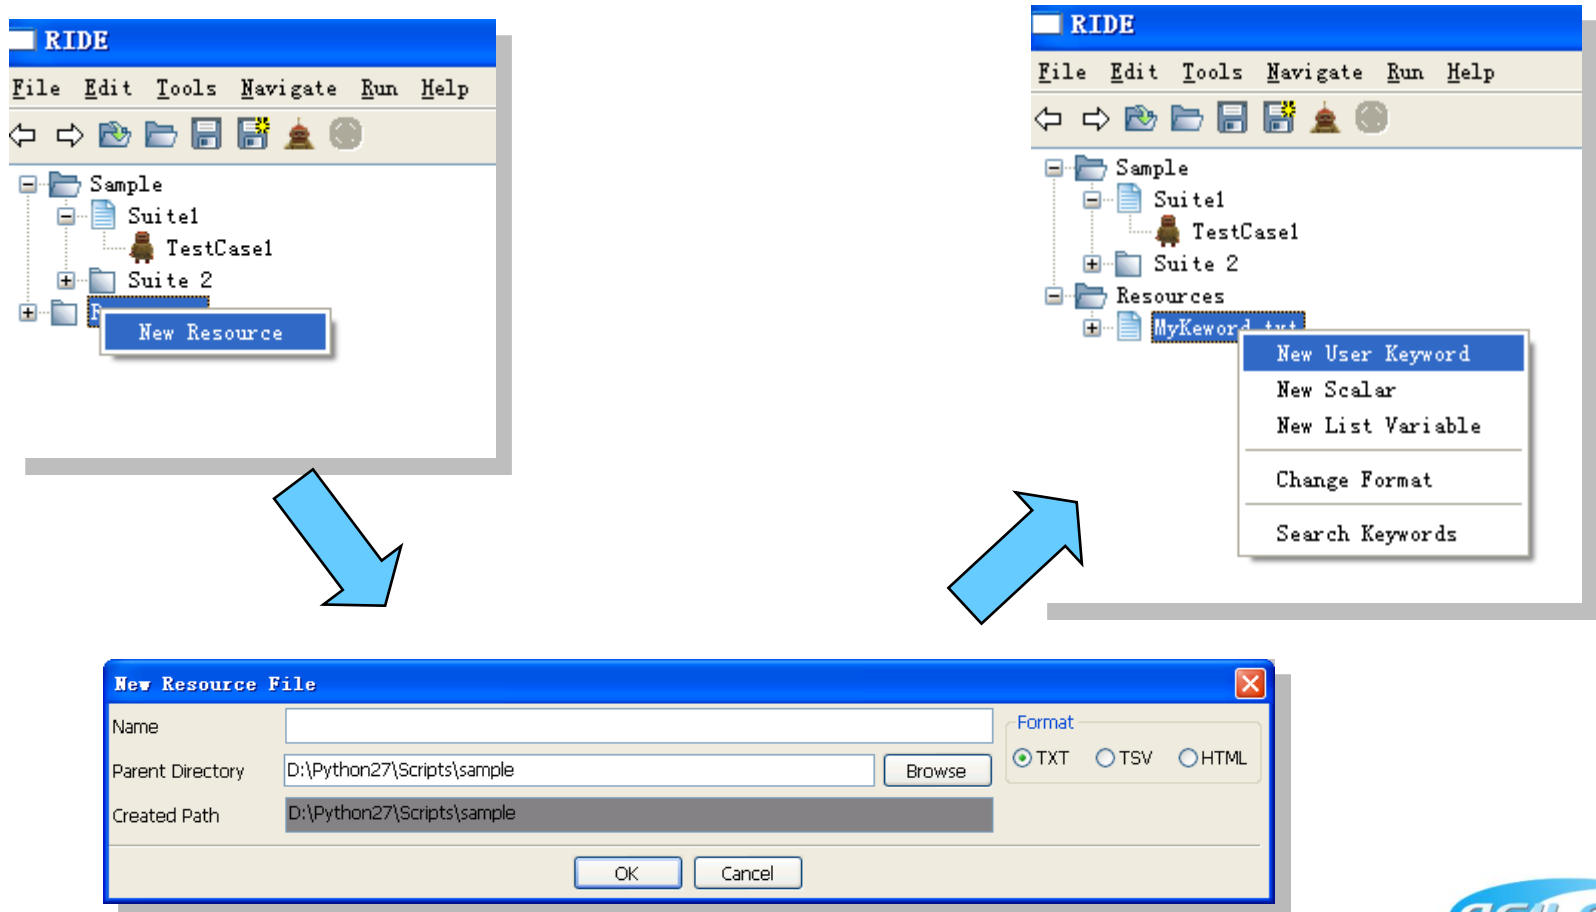 RIDE
File Edit Tools Navigate Run Help
Sample
Suite1
TestCase1
Suite 2
New Resource
RIDE
File Edit Tools Navigate Run Help
Sample
Suite1
TestCase1
Suite 2
Resources
MyKeword.txt
New User Keyword
New Scalar
New List Variable
Change Format
Search Keywords
New Resource File
Name
Format
Parent Directory D:\Python27\Scripts\sample Browse
TXT TSV HTML
Created Path D:\Python27\Scripts\sample
OK Cancel